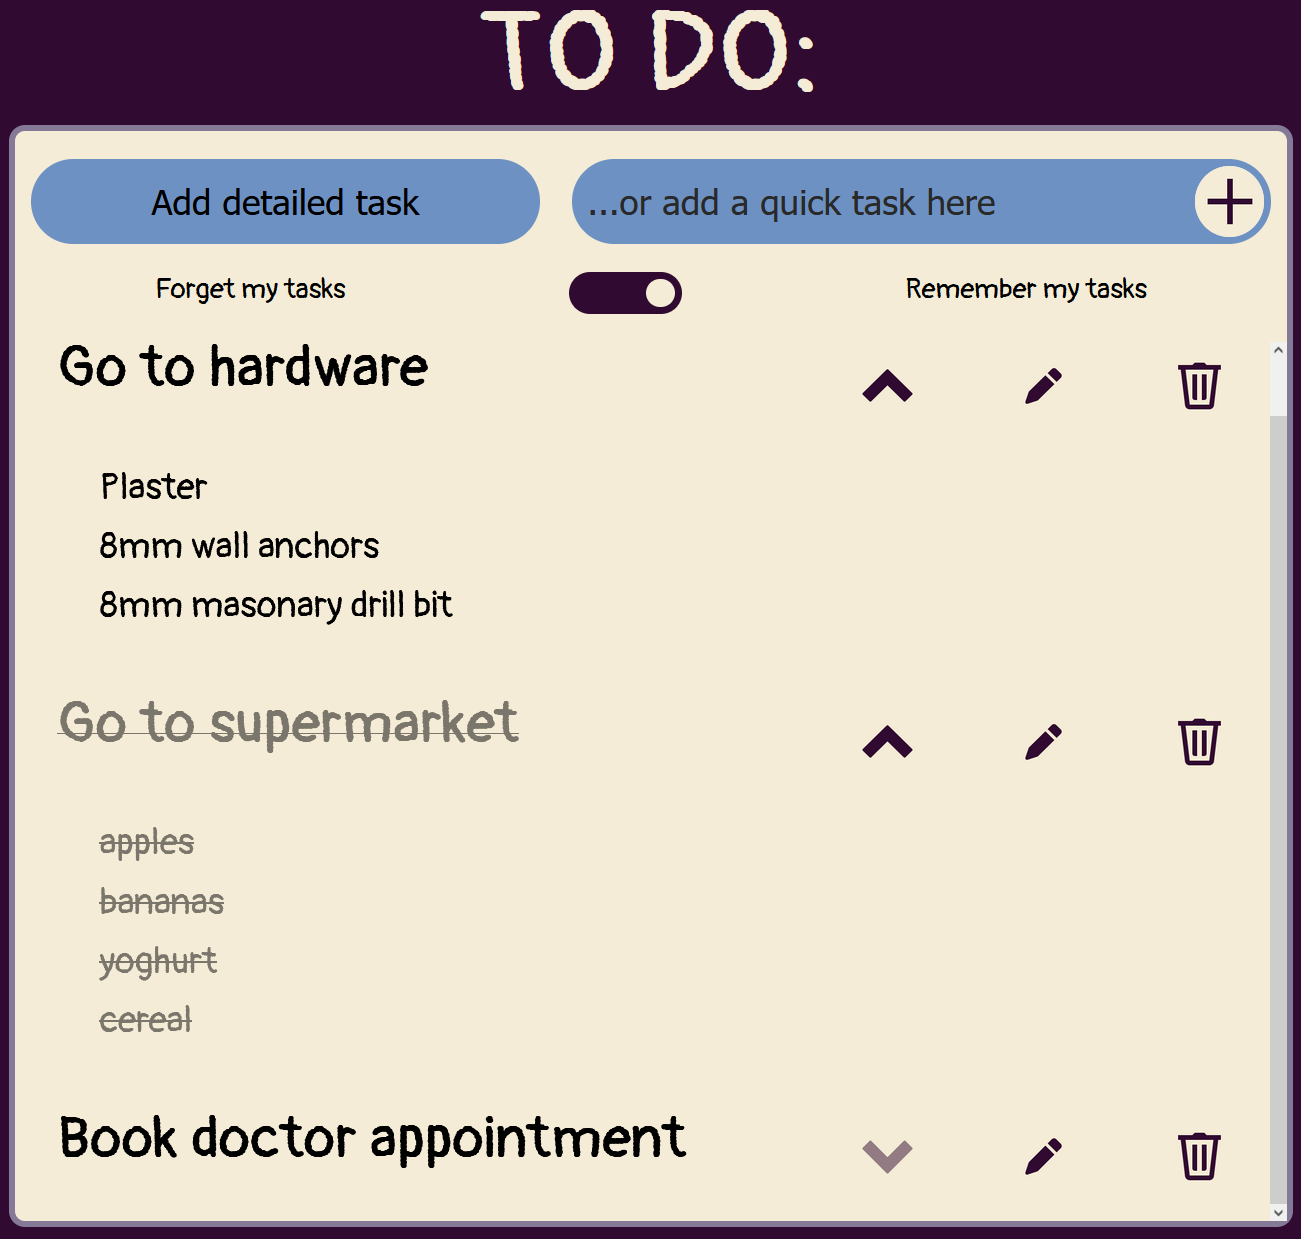 TO DO:
Add detailed task
...or add a quick task here
Forget my tasks
Remember my tasks
Go to hardware
Plaster
8mm wall anchors
8mm masonary drill bit
Go to supermarket
apples
bananas
yoghurt
cereal
Book doctor appointment